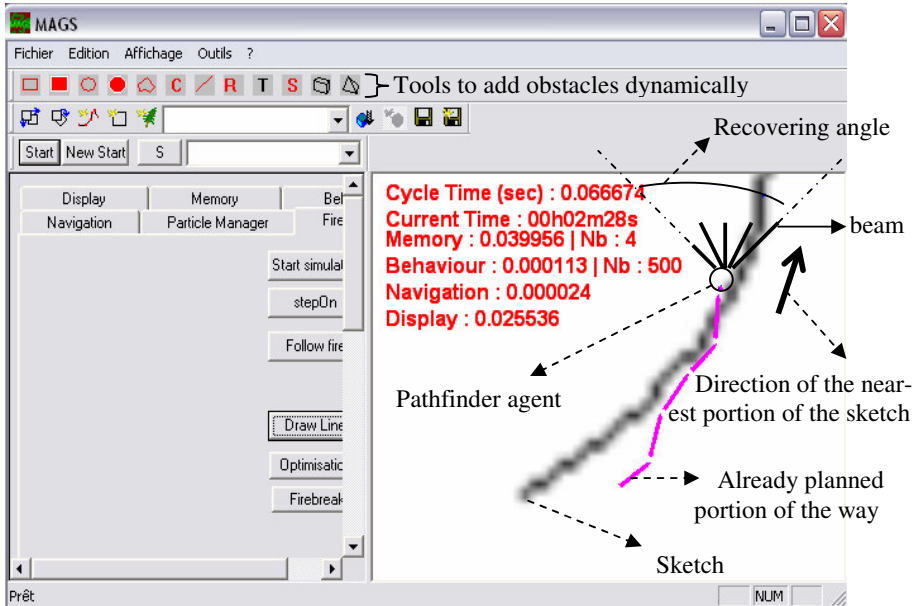 MAGS
Fichier Edition Affichage Outils ?
C R T S Tools to add obstacles dynamically
Recovering angle
Start New Start S
Display Memory Bel
Navigation Particle Manager Fire
Start simulat
stepOn
Follow fire
Draw Line
Optimisatic
Firebreak
Cycle Time (sec) : 0.066674
Current Time : 00h02m28s
Memory : 0.039956 | Nb : 4
Behaviour : 0.000113 | Nb : 500
Navigation : 0.000024
Display : 0.025536
beam
Pathfinder agent
Direction of the near-
est portion of the sketch
Already planned
portion of the way
Sketch
Prêt NUM